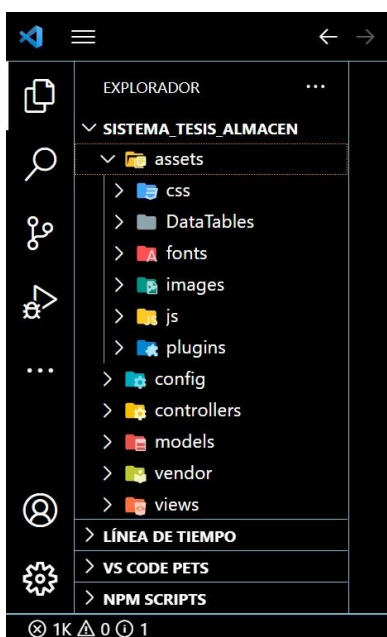 EXPLORADOR
SISTEMA_TESIS_ALMACEN
assets
css
DataTables
fonts
images
js
plugins
config
controllers
models
vendor
views
LÍNEA DE TIEMPO
VS CODE PETS
NPM SCRIPTS
1K 0 1